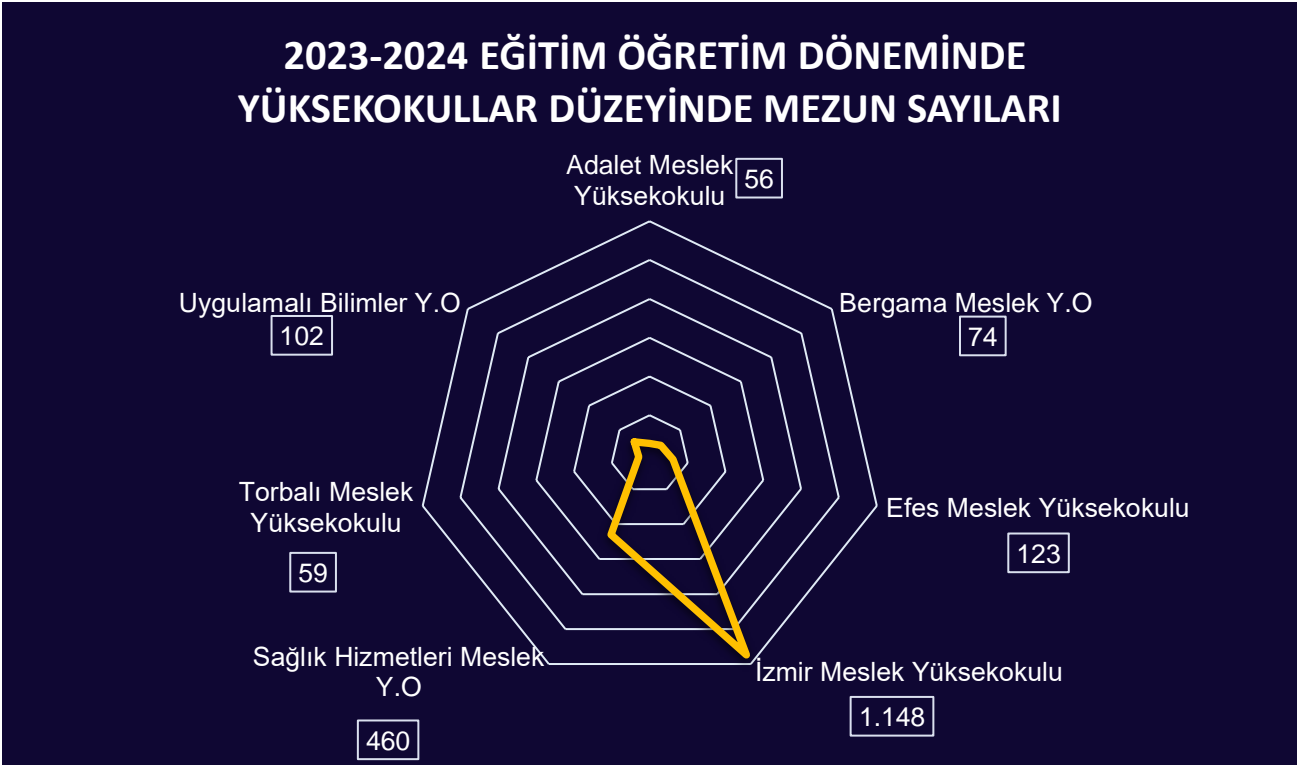 2023-2024 EĞİTİM ÖĞRETİM DÖNEMİNDE
YÜKSEKOKULLAR DÜZEYİNDE MEZUN SAYILARI
Adalet Meslek
Yüksekokulu
56
Bergama Meslek Y.O
74
Efes Meslek Yüksekokulu
123
İzmir Meslek Yüksekokulu
1.148
Sağlık Hizmetleri Meslek
Y.O
460
Torbalı Meslek
Yüksekokulu
59
Uygulamalı Bilimler Y.O
102